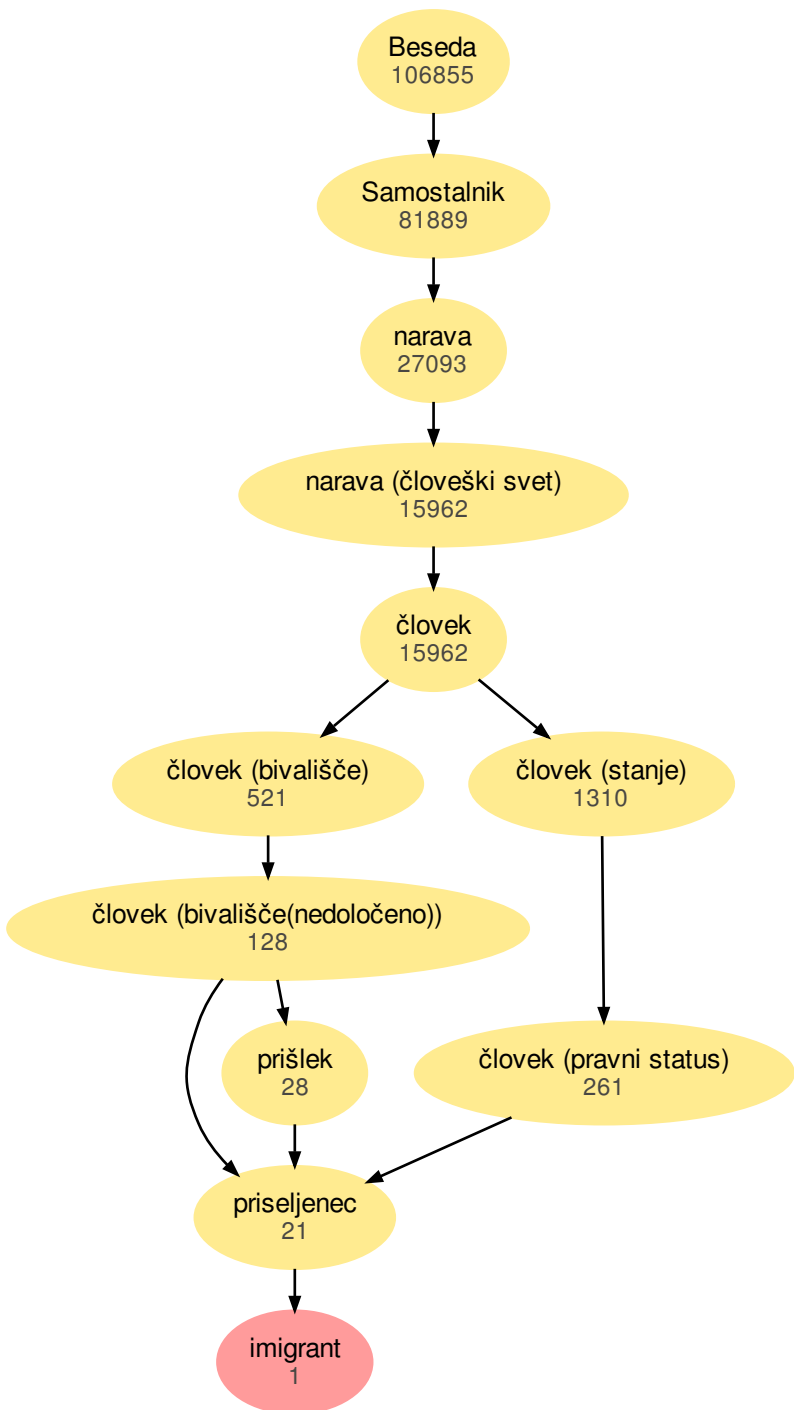 Beseda
106855
Samostalnik
81889
narava
27093
narava (človeški svet)
15962
človek
15962
človek (bivališče)
521
človek (stanje)
1310
človek (bivališče(nedoločeno))
128
prišlek
28
človek (pravni status)
261
priseljenec
21
imigrant
1